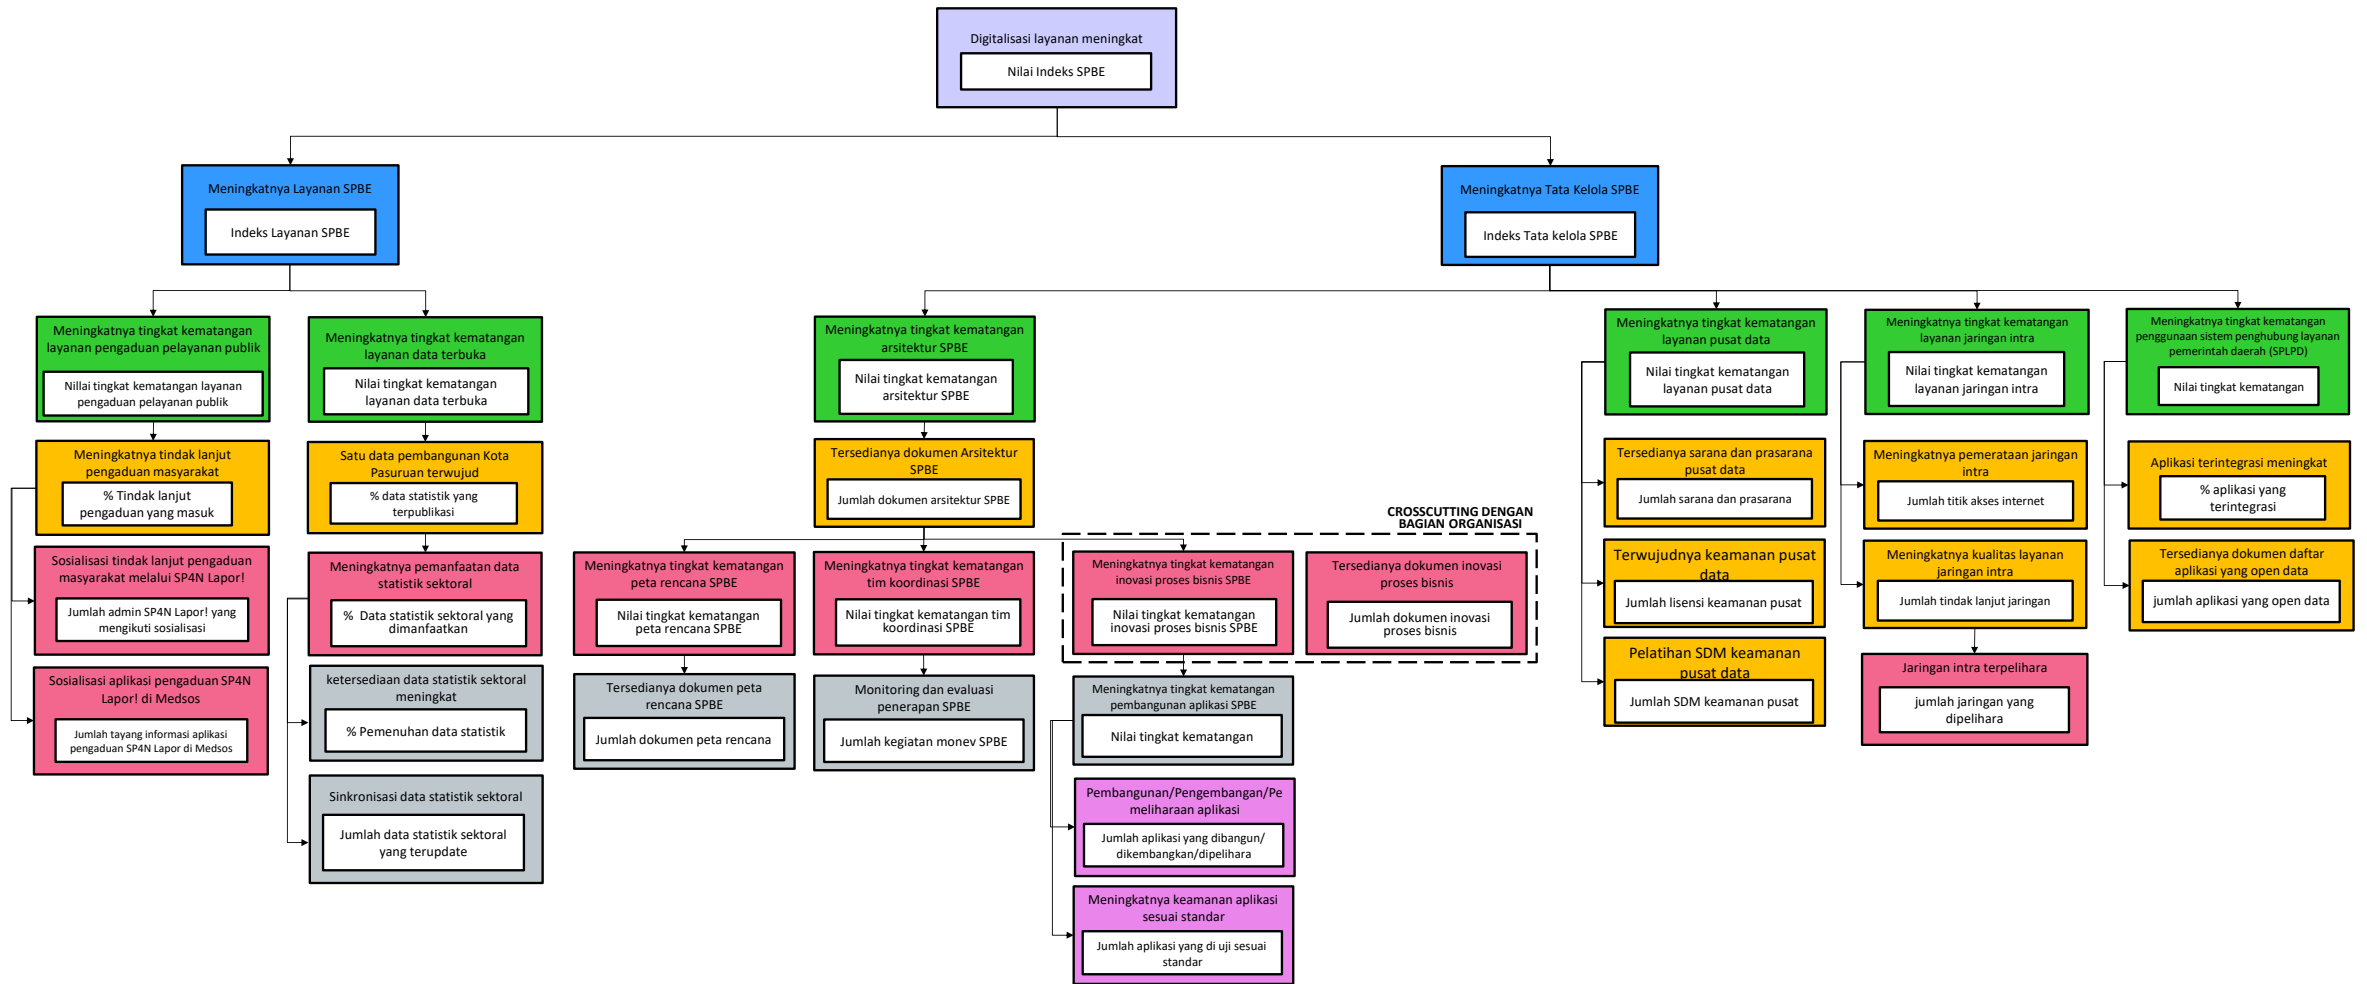 Digitalisasi layanan meningkat
Nilai Indeks SPBE
Meningkatnya Layanan SPBE
Indeks Layanan SPBE
Meningkatnya Tata Kelola SPBE
Indeks Tata kelola SPBE
Meningkatnya tingkat kematangan
layanan pengaduan pelayanan publik
Nillai tingkat kematangan layanan
pengaduan pelayanan publik
Meningkatnya tindak lanjut
pengaduan masyarakat
% Tindak lanjut
pengaduan yang masuk
Sosialisasi tindak lanjut pengaduan
masyarakat melalui SP4N Lapor!
Jumlah admin SP4N Lapor! yang
mengikuti sosialisasi
Sosialisasi aplikasi pengaduan SP4N
Lapor! di Medsos
Jumlah tayang informasi aplikasi
pengaduan SP4N Lapor di Medsos
Meningkatnya tingkat kematangan
layanan data terbuka
Nilai tingkat kematangan
layanan data terbuka
Satu data pembangunan Kota
Pasuruan terwujud
% data statistik yang
terpublikasi
Meningkatnya pemanfaatan data
statistik sektoral
% Data statistik sektoral yang
dimanfaatkan
ketersediaan data statistik sektoral
meningkat
% Pemenuhan data statistik
Sinkronisasi data statistik sektoral
Jumlah data statistik sektoral
yang terupdate
Meningkatnya tingkat kematangan
arsitektur SPBE
Nilai tingkat kematangan
arsitektur SPBE
Tersedianya dokumen Arsitektur
SPBE
Jumlah dokumen arsitektur SPBE
Meningkatnya tingkat kematangan
peta rencana SPBE
Nilai tingkat kematangan
peta rencana SPBE
Tersedianya dokumen peta
rencana SPBE
Jumlah dokumen peta rencana
Meningkatnya tingkat kematangan
tim koordinasi SPBE
Nilai tingkat kematangan tim
koordinasi SPBE
Monitoring dan evaluasi
penerapan SPBE
Jumlah kegiatan monev SPBE
CROSSCUTTING DENGAN
BAGIAN ORGANISASI
Meningkatnya tingkat kematangan
inovasi proses bisnis SPBE
Nilai tingkat kematangan
inovasi proses bisnis SPBE
Tersedianya dokumen inovasi
proses bisnis
Jumlah dokumen inovasi
proses bisnis
Meningkatnya tingkat kematangan
pembangunan aplikasi SPBE
Nilai tingkat kematangan
Pembangunan/Pengembangan/Pe
meliharaan aplikasi
Jumlah aplikasi yang dibangun/
dikembangkan/dipelihara
Meningkatnya keamanan aplikasi
sesuai standar
Jumlah aplikasi yang di uji sesuai
standar
Meningkatnya tingkat kematangan
layanan pusat data
Nilai tingkat kematangan
layanan pusat data
Tersedianya sarana dan prasarana
pusat data
Jumlah sarana dan prasarana
Terwujudnya keamanan pusat
data
Jumlah lisensi keamanan pusat
Pelatihan SDM keamanan
pusat data
Jumlah SDM keamanan pusat
Meningkatnya tingkat kematangan
layanan jaringan intra
Nilai tingkat kematangan
layanan jaringan intra
Meningkatnya pemerataan jaringan
intra
Jumlah titik akses internet
Meningkatnya kualitas layanan
jaringan intra
Jumlah tindak lanjut jaringan
Jaringan intra terpelihara
jumlah jaringan yang
dipelihara
Meningkatnya tingkat kematangan
penggunaan sistem penghubung layanan
pemerintah daerah (SPLPD)
Nilai tingkat kematangan
Aplikasi terintegrasi meningkat
% aplikasi yang
terintegrasi
Tersedianya dokumen daftar
aplikasi yang open data
jumlah aplikasi yang open data